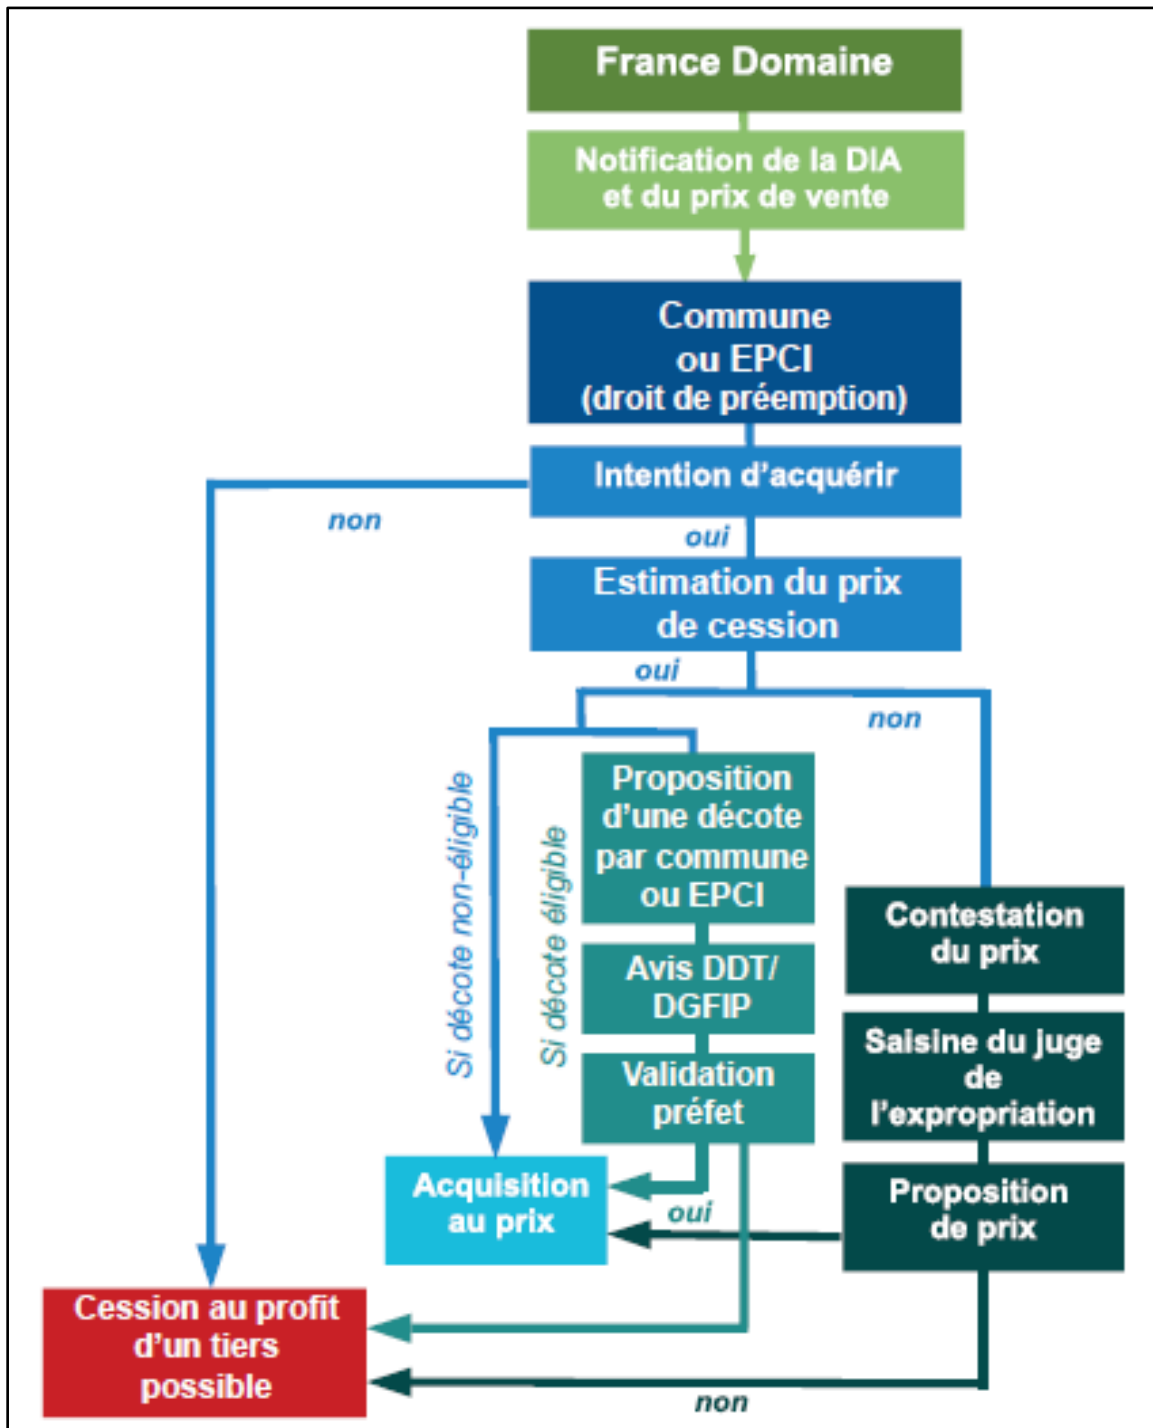 France Domaine
Notification de la DIA
et du prix de vente
Commune
ou EPCI
(droit de préemption)
Intention d'acquérir
non
oui
Estimation du prix
de cession
oui
non
Si décote non-éligible
Si décote éligible
Proposition
d'une décote
par commune
ou EPCI
Avis DDT/
DGFIP
Validation
préfet
Contestation
du prix
Saisine du juge
de
l'expropriation
Proposition
de prix
Acquisition
au prix
oui
Cession au profit
d'un tiers
possible
non